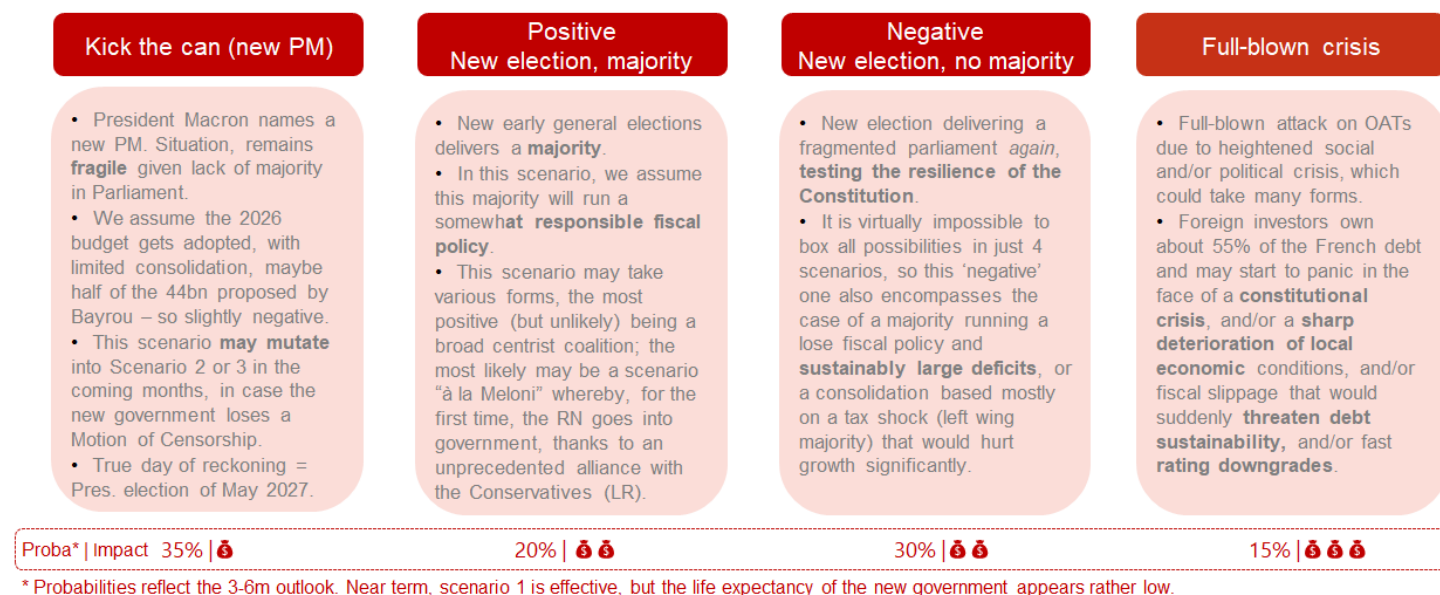 Kick the can (new PM)
• President Macron names a
new PM. Situation, remains
fragile given lack of majority
in Parliament.
• We assume the 2026
budget gets adopted, with
limited consolidation, maybe
half of the 44bn proposed by
Bayrou – so slightly negative.
• This scenario may mutate
into Scenario 2 or 3 in the
coming months, in case the
new government loses a
Motion of Censorship.
• True day of reckoning =
Pres. election of May 2027.
Positive
New election, majority
• New early general elections
delivers a majority.
• In this scenario, we assume
this majority will run a
somewhat responsible fiscal
policy.
• This scenario may take
various forms, the most
positive (but unlikely) being a
broad centrist coalition; the
most likely may be a scenario
“à la Meloni” whereby, for the
first time, the RN goes into
government, thanks to an
unprecedented alliance with
the Conservatives (LR).
Negative
New election, no majority
• New election delivering a
fragmented parliament again,
testing the resilience of the
Constitution.
• It is virtually impossible to
box all possibilities in just 4
scenarios, so this ‘negative’
one also encompasses the
case of a majority running a
lose fiscal policy and
sustainably large deficits, or
a consolidation based mostly
on a tax shock (left wing
majority) that would hurt
growth significantly.
Full-blown crisis
• Full-blown attack on OATs
due to heightened social
and/or political crisis, which
could take many forms.
• Foreign investors own
about 55% of the French debt
and may start to panic in the
face of a constitutional
crisis, and/or a sharp
deterioration of local
economic conditions, and/or
fiscal slippage that would
suddenly threaten debt
sustainability, and/or fast
rating downgrades.
Proba* | Impact 35% | 20% | 30% | 15% |
* Probabilities reflect the 3-6m outlook. Near term, scenario 1 is effective, but the life expectancy of the new government appears rather low.